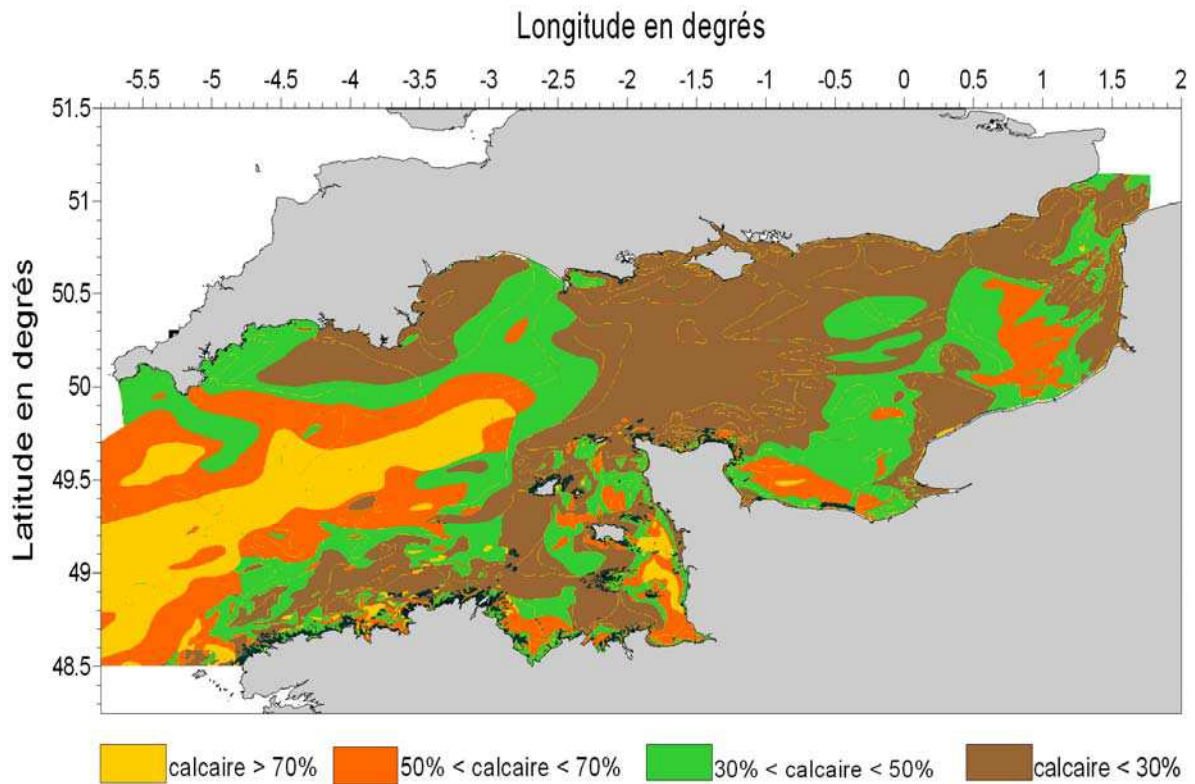 Longitude en degrés
-5.5 -5 -4.5 -4 -3.5 -3 -2.5 -2 -1.5 -1 -0.5 0 0.5 1 1.5 2
51.5
51
50.5
50
49.5
49
48.5
Latitude en degrés
calcaire > 70% 50% < calcaire < 70% 30% < calcaire < 50% calcaire < 30%